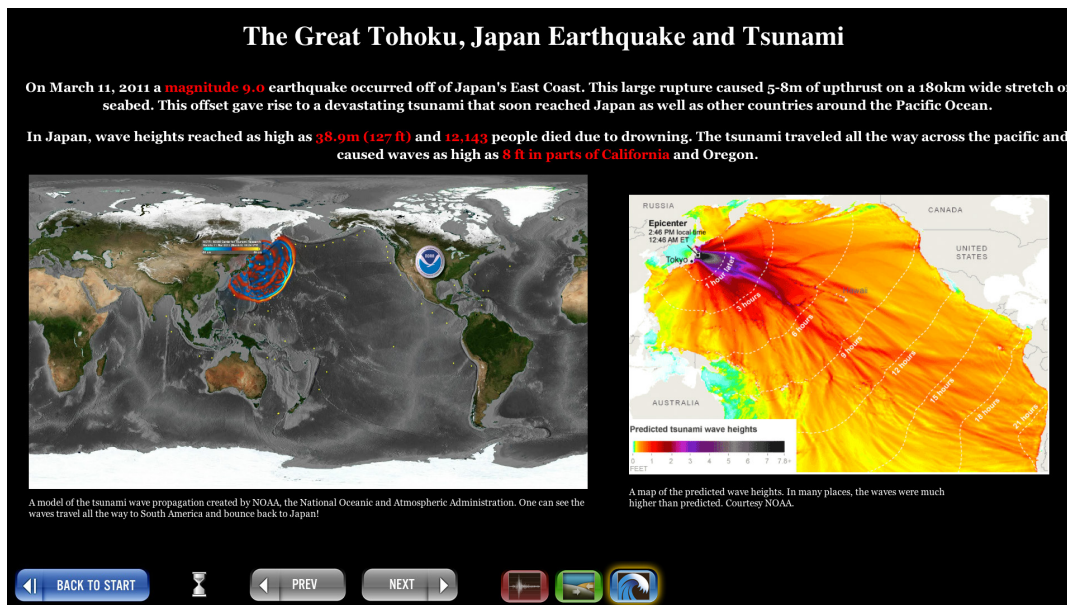 The Great Tohoku, Japan Earthquake and Tsunami
On March 11, 2011 a magnitude 9.0 earthquake occurred off of Japan's East Coast. This large rupture caused 5-8m of upthrust on a 180km wide stretch o
seabed. This offset gave rise to a devastating tsunami that soon reached Japan as well as other countries around the Pacific Ocean.
In Japan, wave heights reached as high as 38.9m (127 ft) and 12,143 people died due to drowning. The tsunami traveled all the way across the pacific and
caused waves as high as 8 ft in parts of California and Oregon.
NOAA
RUSSIA
CANADA
Epicenter
2:46 PM local time
12:46 AM ET
UNITED
STATES
Tokyo
1 hour later
3 hours
6 hours
9 hours
12 hours
15 hours
18 hours
21 hours
AUSTRALIA
Predicted tsunami wave heights
0 1 2 3 4 5 6 7 7.8+
FEET
A model of the tsunami wave propagation created by NOAA, the National Oceanic and Atmospheric Administration. One can see the
waves travel all the way to South America and bounce back to Japan!
A map of the predicted wave heights. In many places, the waves were much
higher than predicted. Courtesy NOAA.
BACK TO START
PREV
NEXT